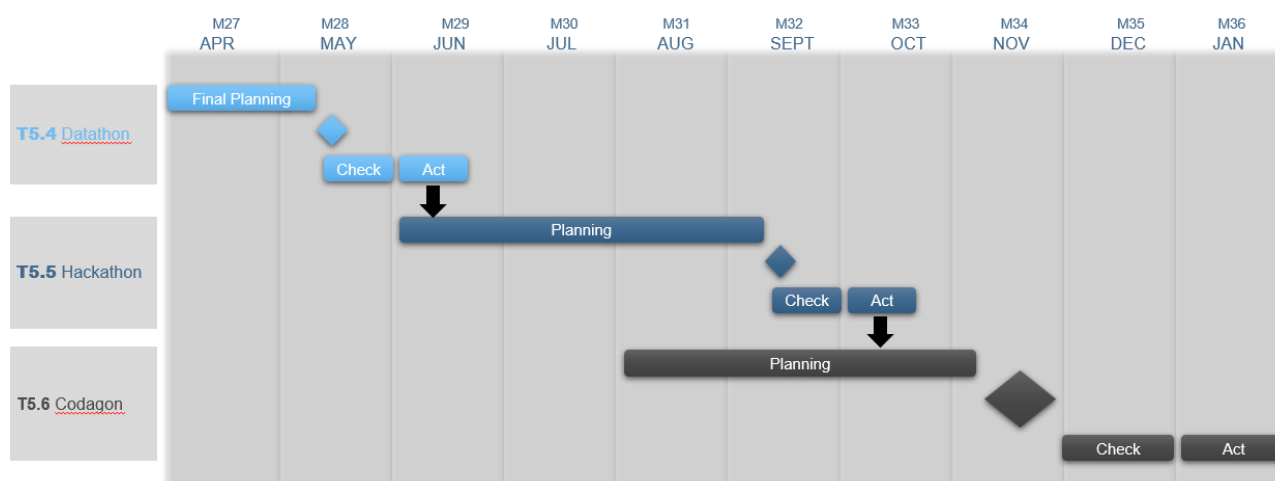 M27 M28 M29 M30 M31 M32 M33 M34 M35 M36
APR MAY JUN JUL AUG SEPT OCT NOV DEC JAN
Final Planning
T5.4 Datathon
Check Act
Planning
T5.5 Hackathon
Check Act
Planning
T5.6 Codagon
Check Act